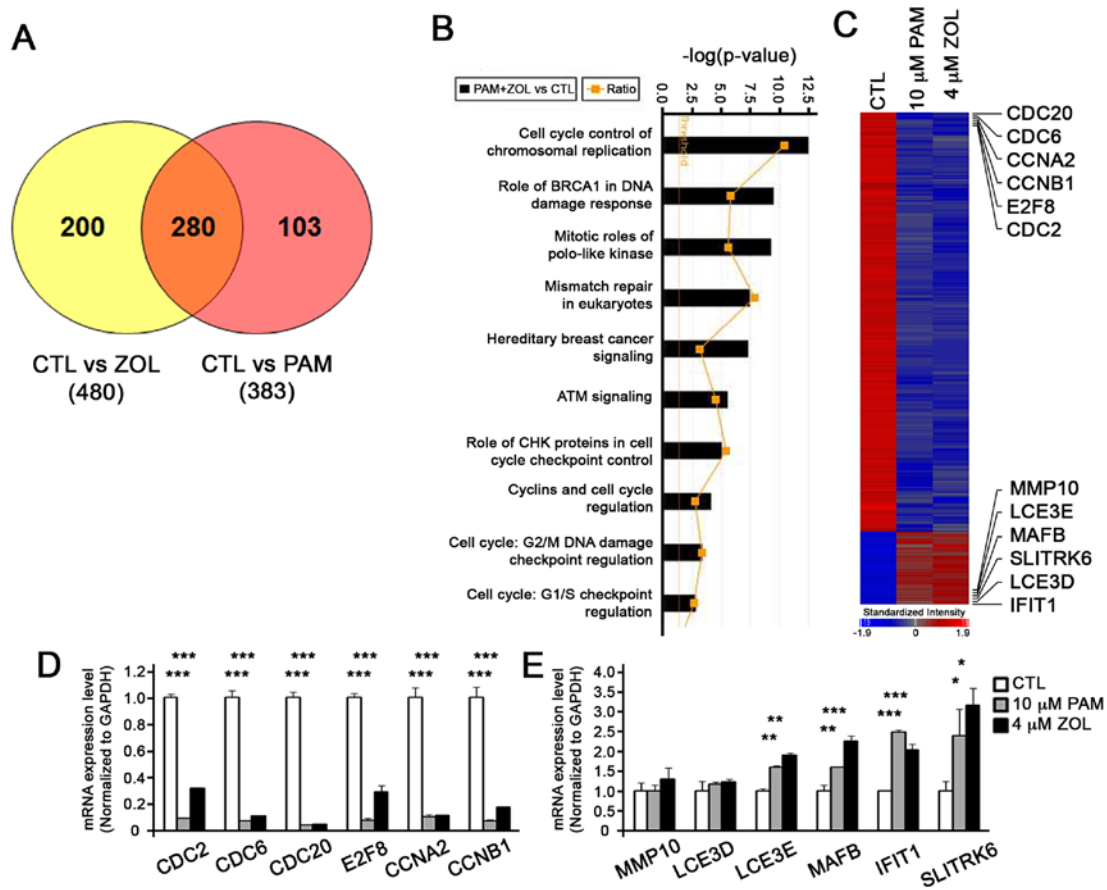 A
200
280
103
CTL vs ZOL
(480)
CTL vs PAM
(383)
B
-log(p-value)
PAM+ZOL vs CTL
Ratio
0.0
2.5
5.0
7.5
10.0
12.5
Threshold
Cell cycle control of
chromosomal replication
Role of BRCA1 in DNA
damage response
Mitotic roles of
polo-like kinase
Mismatch repair
in eukaryotes
Hereditary breast cancer
signaling
ATM signaling
Role of CHK proteins in cell
cycle checkpoint control
Cyclins and cell cycle
regulation
Cell cycle: G2/M DNA damage
checkpoint regulation
Cell cycle: G1/S checkpoint
regulation
C
CTL
10 μM PAM
4 μM ZOL
CDC20
CDC6
CCNA2
CCNB1
E2F8
CDC2
MMP10
LCE3E
MAFB
SLITRK6
LCE3D
IFIT1
Standardized Intensity
-1.9 0 1.9
D
mRNA expression level
(Normalized to GAPDH)
1.2
1.0
0.8
0.6
0.4
0.2
0
*** *** *** *** *** ***
*** *** *** *** *** ***
CDC2
CDC6
CDC20
E2F8
CCNA2
CCNB1
E
mRNA expression level
(Normalized to GAPDH)
4.0
3.5
3.0
2.5
2.0
1.5
1.0
0.5
0.0
** *** *** *
** ** *** *
MMP10
LCE3D
LCE3E
MAFB
IFIT1
SLITRK6
CTL
10 μM PAM
4 μM ZOL